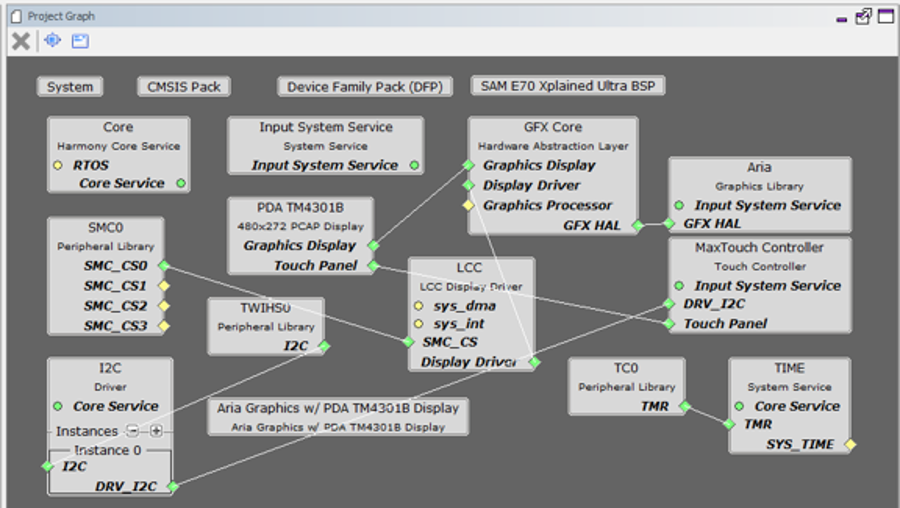 Project Graph
System
CMSIS Pack
Device Family Pack (DFP)
SAM E70 Xplained Ultra BSP
Core
Harmony Core Service
RTOS
Core Service
Input System Service
System Service
Input System Service
GFX Core
Hardware Abstraction Layer
Graphics Display
Display Driver
Graphics Processor
GFX HAL
Aria
Graphics Library
Input System Service
GFX HAL
SMC0
Peripheral Library
SMC_CS0
SMC_CS1
SMC_CS2
SMC_CS3
PDA TM4301B
480x272 PCAP Display
Graphics Display
Touch Panel
MaxTouch Controller
Touch Controller
Input System Service
DRV_I2C
Touch Panel
LCC
LCC Display Driver
sys_dma
sys_int
SMC_CS
Display Driver
TWIHS0
Peripheral Library
I2C
I2C
Driver
Core Service
Instances
Instance 0
I2C
DRV_I2C
Aria Graphics w/ PDA TM4301B Display
Aria Graphics w/ PDA TM4301B Display
TC0
Peripheral Library
TMR
TIME
System Service
Core Service
TMR
SYS_TIME